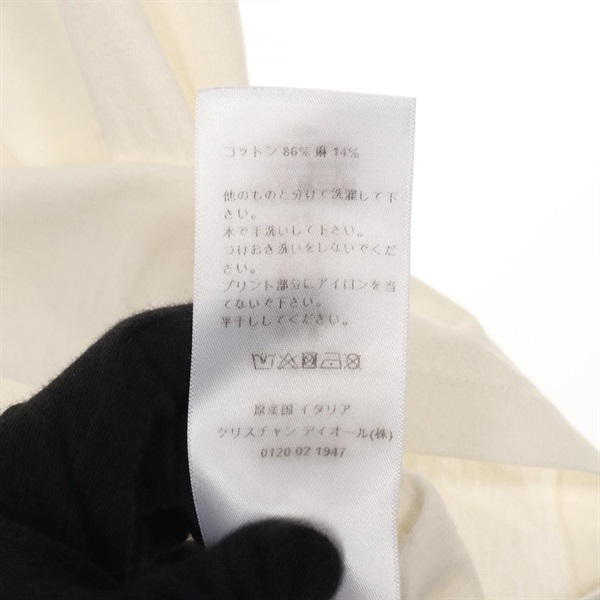 コットン 86% 麻 14%
他のものと分けて洗濯して下
さい。
水で手洗いして下さい。
つけおき洗いをしないでくだ
さい。
プリント部分にアイロンを当
てないで下さい。
半干ししてください。
原産国 イタリア
クリスチャン ディオール(株)
0120 02 1947